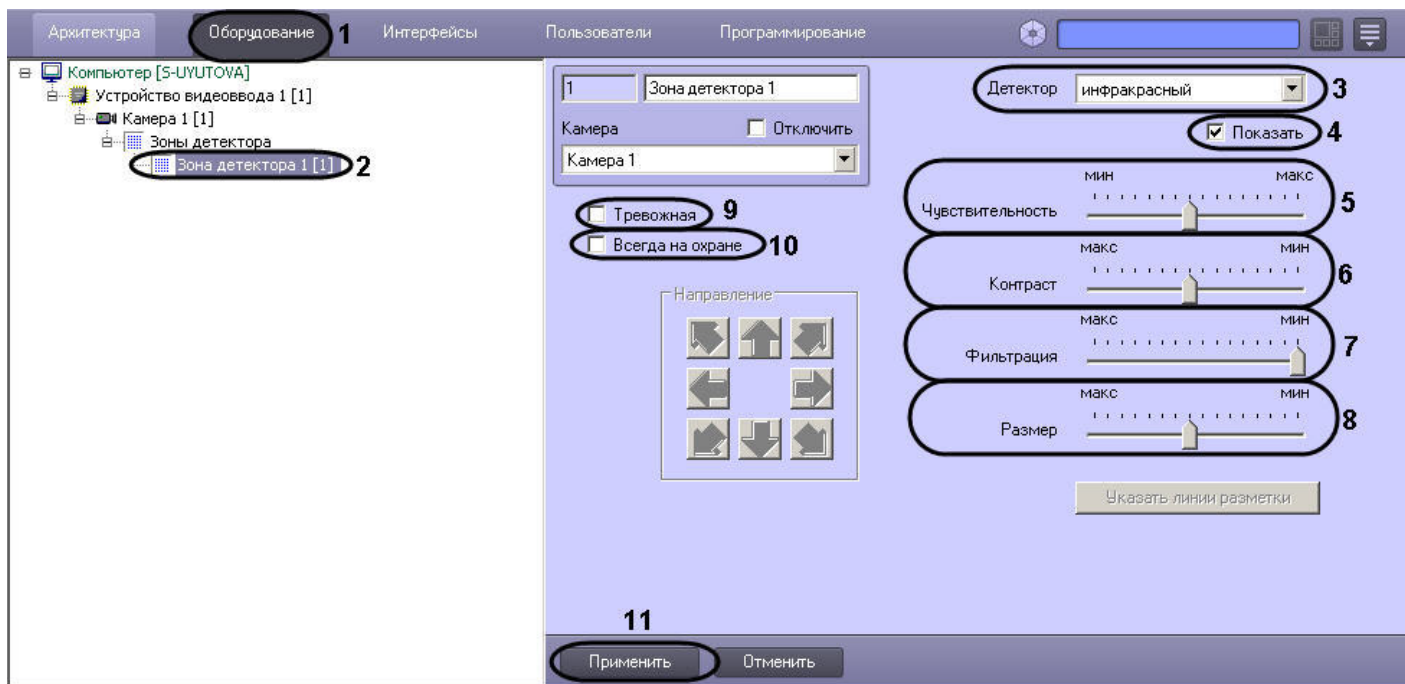 Архитектура Оборудование 1 Интерфейсы Пользователи Программирование
Компьютер [S-UYUTOVA]
Устройство видеоввода 1 [1]
Камера 1 [1]
Зоны детектора
Зона детектора 1 [1] 2
1 Зона детектора 1
Камера Отключить
Камера 1
Тревожная 9
Всегда на охране 10
Направление
Детектор инфракрасный 3
Показать 4
мин макс
Чувствительность 5
макс мин
Контраст 6
макс мин
Фильтрация 7
макс мин
Размер 8
Указать линии разметки
11
Применить Отменить